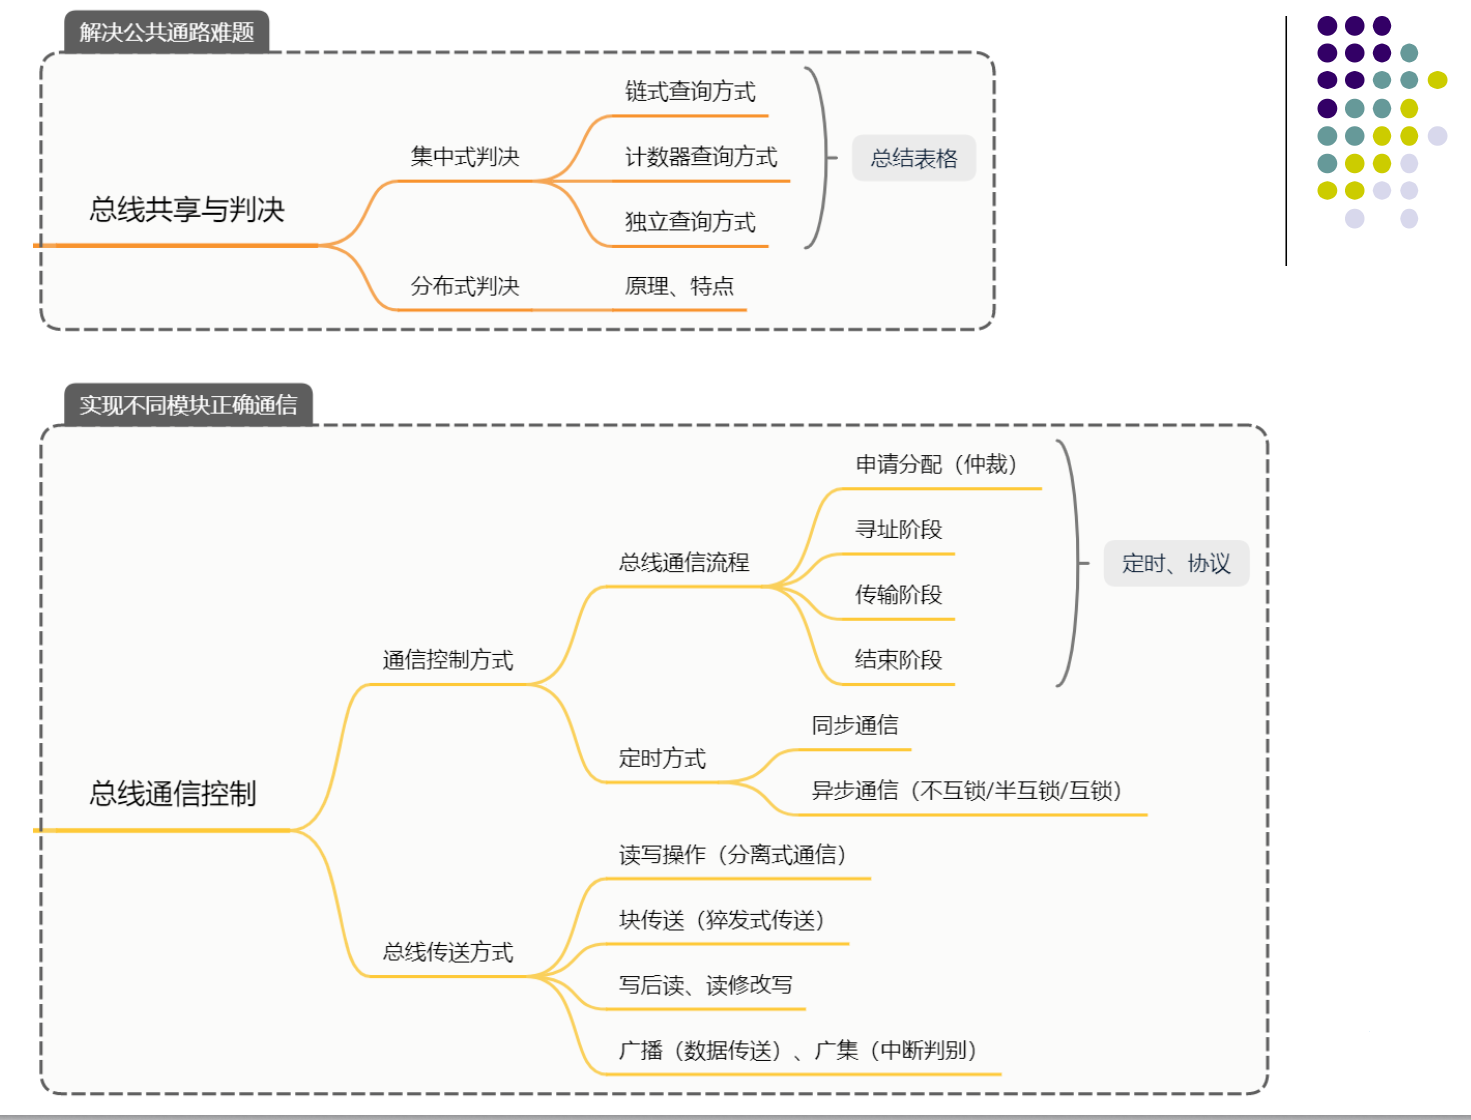 解决公共通路难题
链式查询方式
集中式判决
计数器查询方式
总结表格
总线共享与判决
独立查询方式
分布式判决
原理、特点
实现不同模块正确通信
申请分配（仲裁）
寻址阶段
总线通信流程
定时、协议
传输阶段
通信控制方式
结束阶段
同步通信
定时方式
总线通信控制
异步通信（不互锁/半互锁/互锁）
读写操作（分离式通信）
块传送（猝发式传送）
总线传送方式
写后读、读修改写
广播（数据传送）、广集（中断判别）